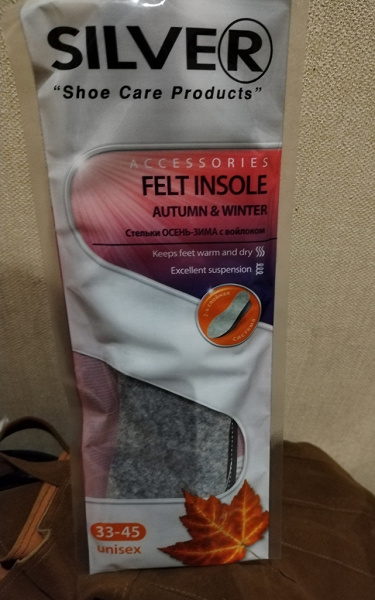 SILVER
"Shoe Care Products"
ACCESSORIES
FELT INSOLE
AUTUMN & WINTER
Стельки ОСЕНЬ-ЗИМА с войлоком
Keeps feet warm and dry
Excellent suspension
33-45
unisex